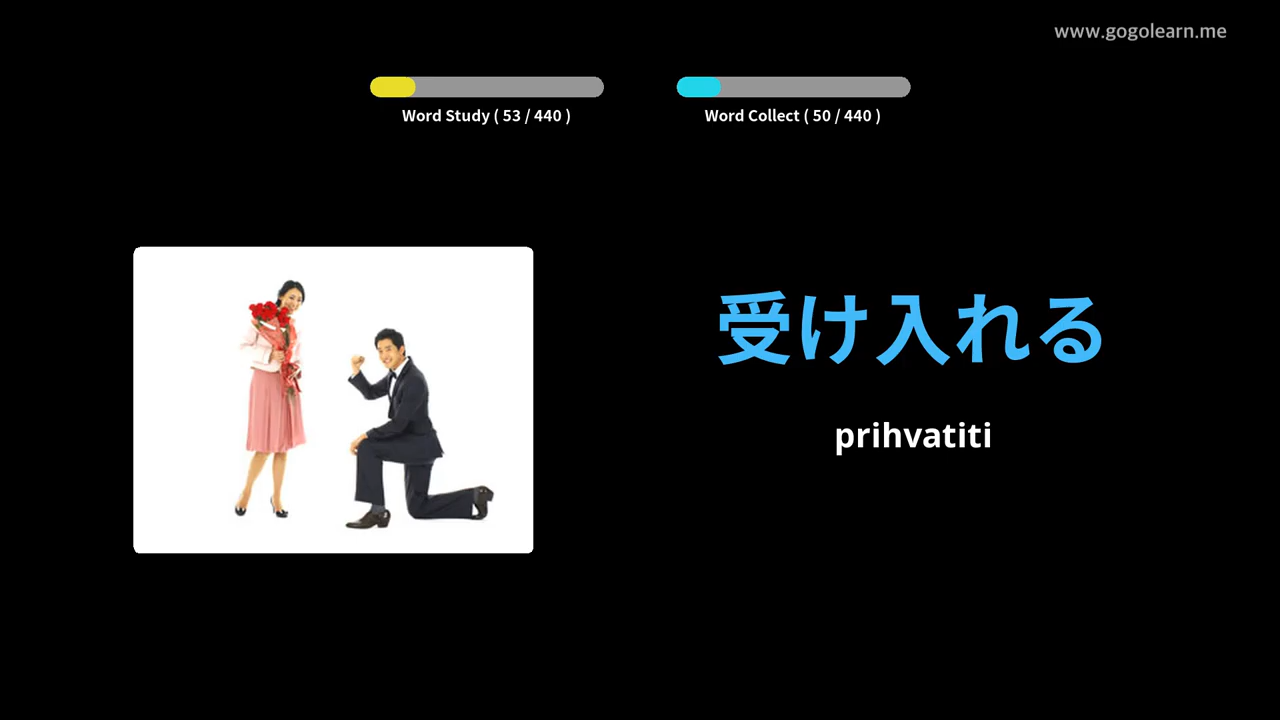 www.gogolearn.me
Word Study ( 53 / 440 )
Word Collect ( 50 / 440 )
受け入れる
prihvatiti